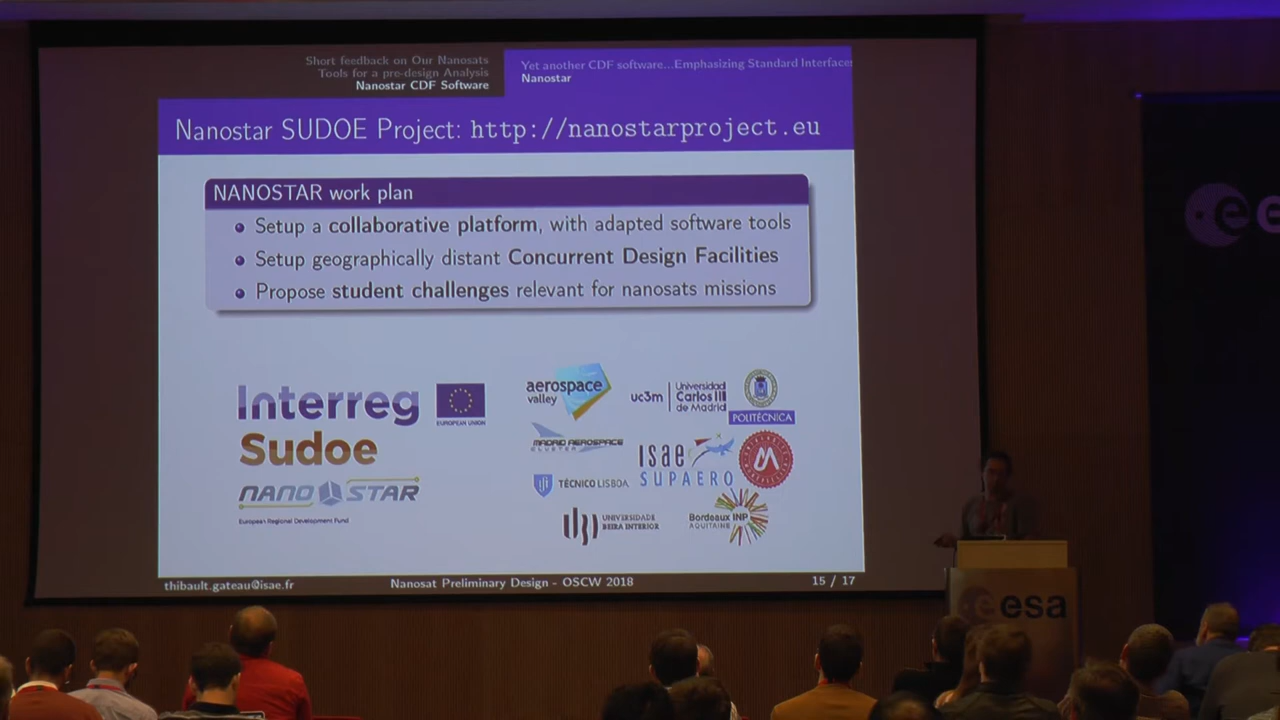 Short feedback on Our Nanosats
Tools for a pre-design Analysis
Nanostar CDF Software
Yet another CDF software...Emphasizing Standard Interfaces
Nanostar
Nanostar SUDOE Project: http://nanostarproject.eu
NANOSTAR work plan
Setup a collaborative platform, with adapted software tools
Setup geographically distant Concurrent Design Facilities
Propose student challenges relevant for nanosats missions
Interreg
Sudoe
EUROPEAN UNION
NANOSTAR
European Regional Development Fund
aerospace
valley
uc3m
Universidad
Carlos III
de Madrid
POLITÉCNICA
MADRID AEROSPACE
CLUSTER
isae
SUPAERO
TÉCNICO LISBOA
UNIVERSIDADE
BEIRA INTERIOR
Bordeaux INP
AQUITAINE
thibault.gateau@isae.fr
Nanosat Preliminary Design - OSCW 2018
15 / 17
esa